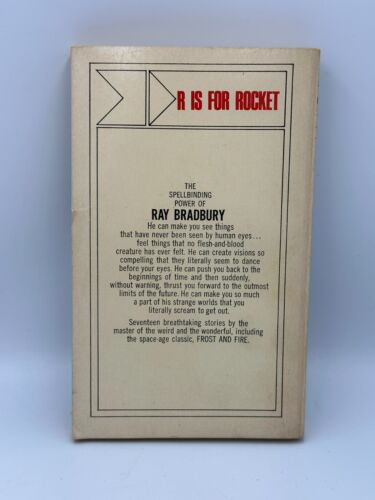 R IS FOR ROCKET
THE
SPELLBINDING
POWER OF
RAY BRADBURY
He can make you see things
that have never been seen by human eyes...
feel things that no flesh-and-blood
creature has ever felt. He can create visions so
compelling that they literally seem to dance
before your eyes. He can push you back to the
beginnings of time and then suddenly,
without warning, thrust you forward to the outmost
limits of the future. He can make you so much
a part of his strange worlds that you
literally scream to get out.
Seventeen breathtaking stories by the
master of the weird and the wonderful, including
the space-age classic, FROST AND FIRE.